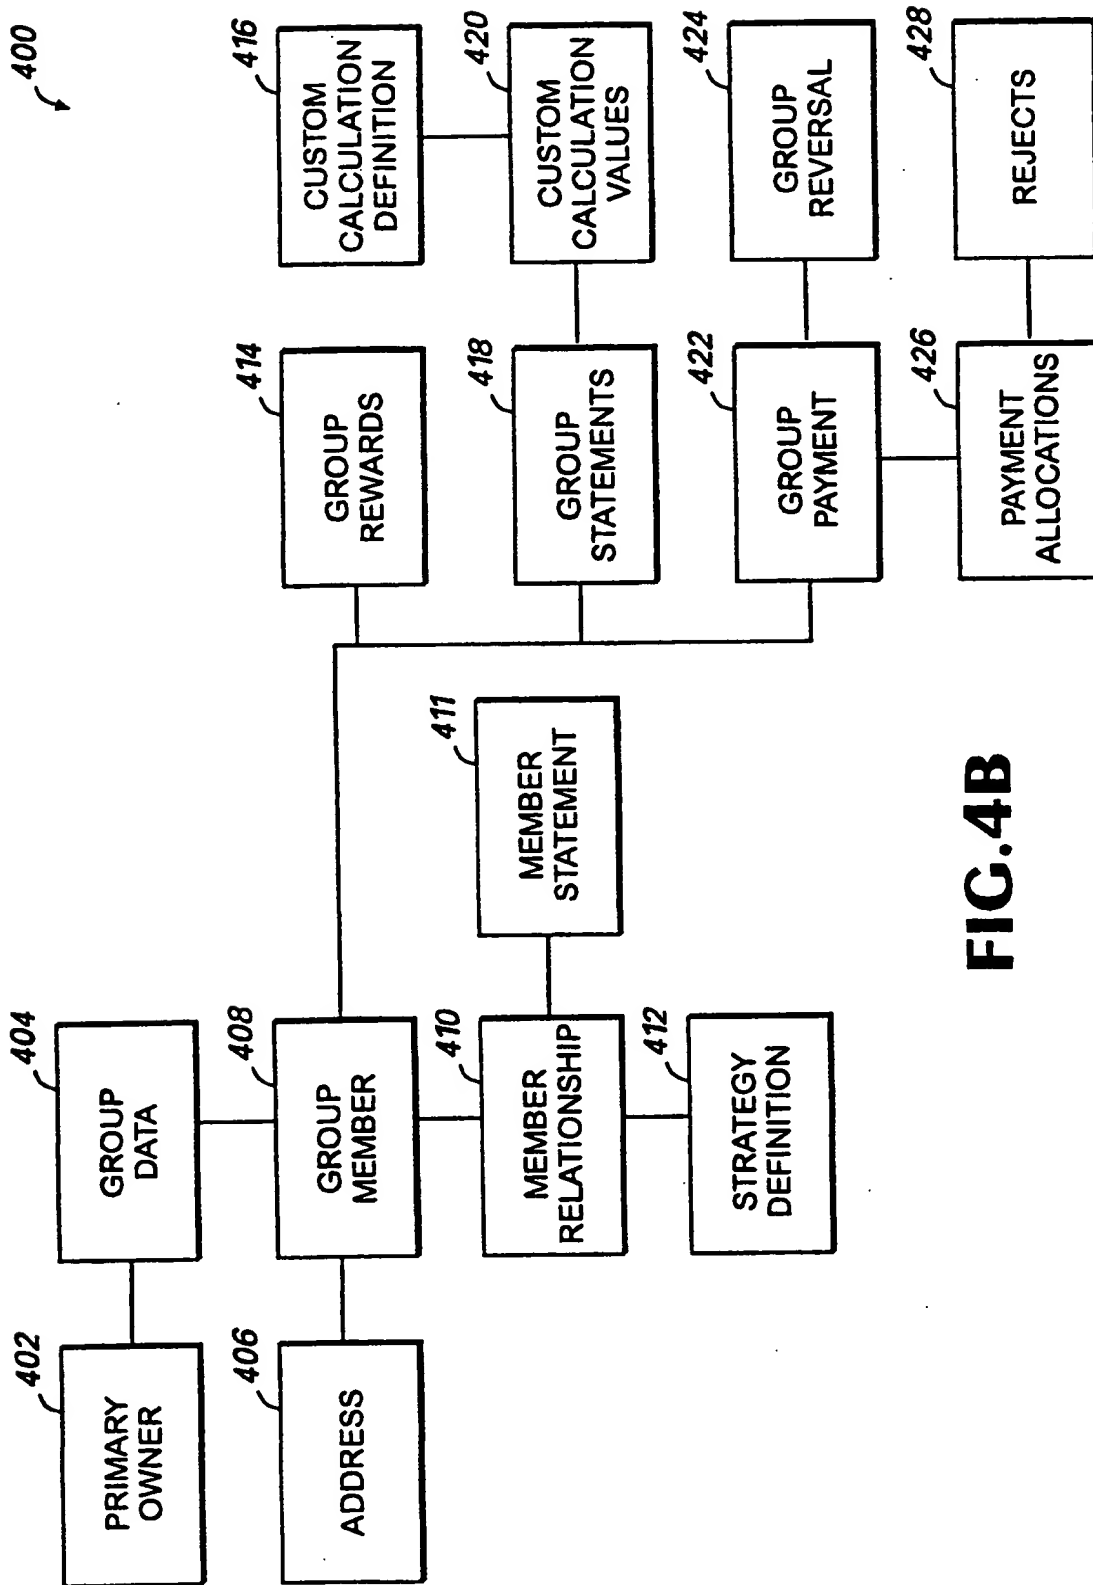 400
402
PRIMARY
OWNER
404
GROUP
DATA
406
ADDRESS
408
GROUP
MEMBER
410
MEMBER
RELATIONSHIP
411
MEMBER
STATEMENT
412
STRATEGY
DEFINITION
414
GROUP
REWARDS
416
CUSTOM
CALCULATION
DEFINITION
418
GROUP
STATEMENTS
420
CUSTOM
CALCULATION
VALUES
422
GROUP
PAYMENT
424
GROUP
REVERSAL
426
PAYMENT
ALLOCATIONS
428
REJECTS
FIG.4B